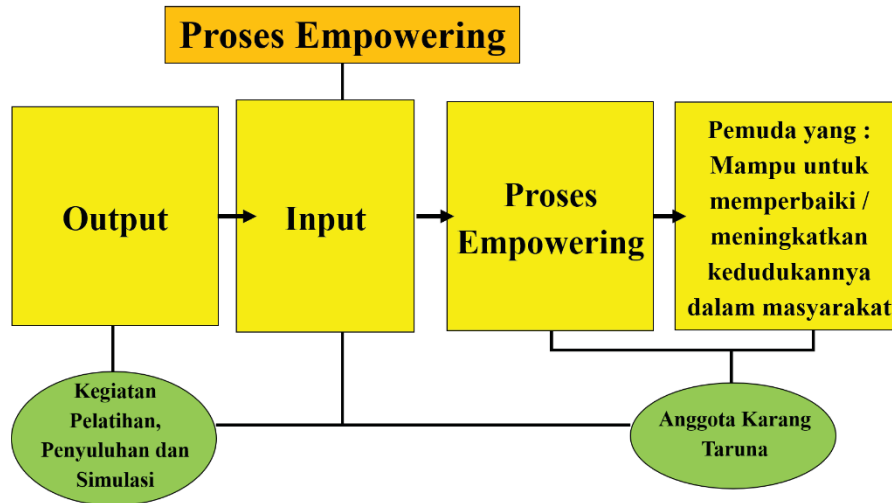 Proses Empowering
Output
Input
Proses
Empowering
Pemuda yang :
Mampu untuk
memperbaiki /
meningkatkan
kedudukannya
dalam masyarakat
Kegiatan
Pelatihan,
Penyuluhan dan
Simulasi
Anggota Karang
Taruna